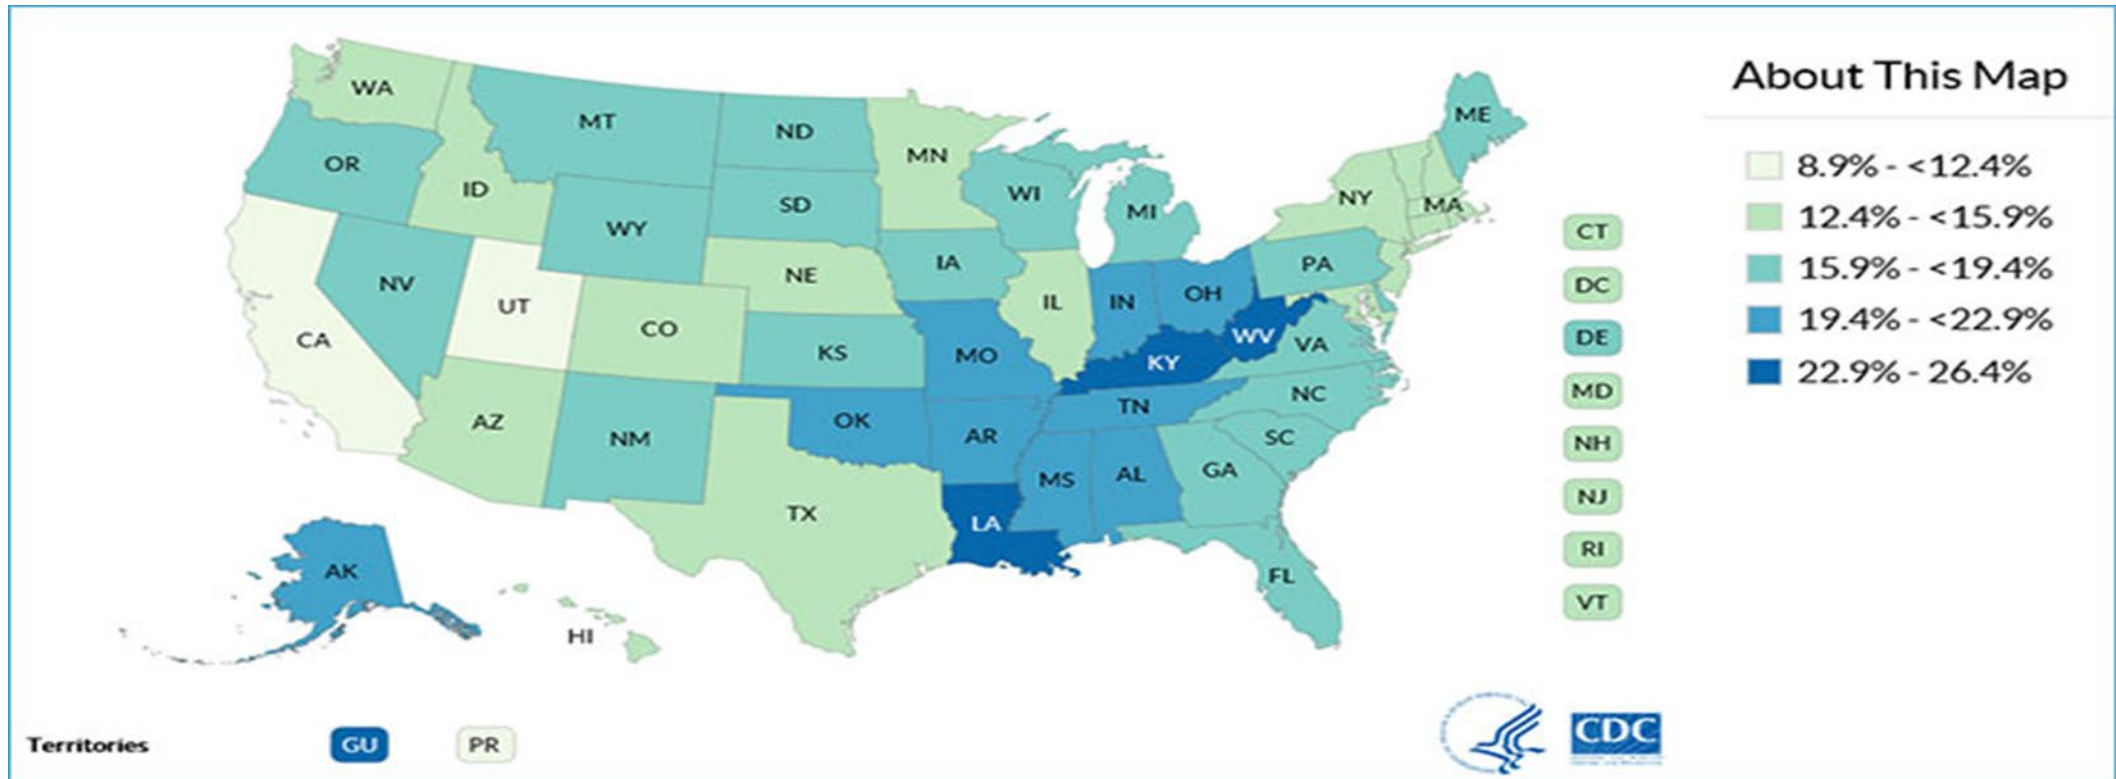 About This Map
8.9% - <12.4%
12.4% - <15.9%
15.9% - <19.4%
19.4% - <22.9%
22.9% - 26.4%
WA
MT
ND
MN
ME
OR
ID
WY
SD
WI
MI
NY
MA
NV
UT
CO
NE
IA
IL
IN
OH
PA
CA
KS
MO
KY
WV
VA
AZ
NM
OK
AR
TN
NC
SC
TX
LA
MS
AL
GA
FL
AK
HI
CT
DC
DE
MD
NH
NJ
RI
VT
Territories
GU
PR
CDC